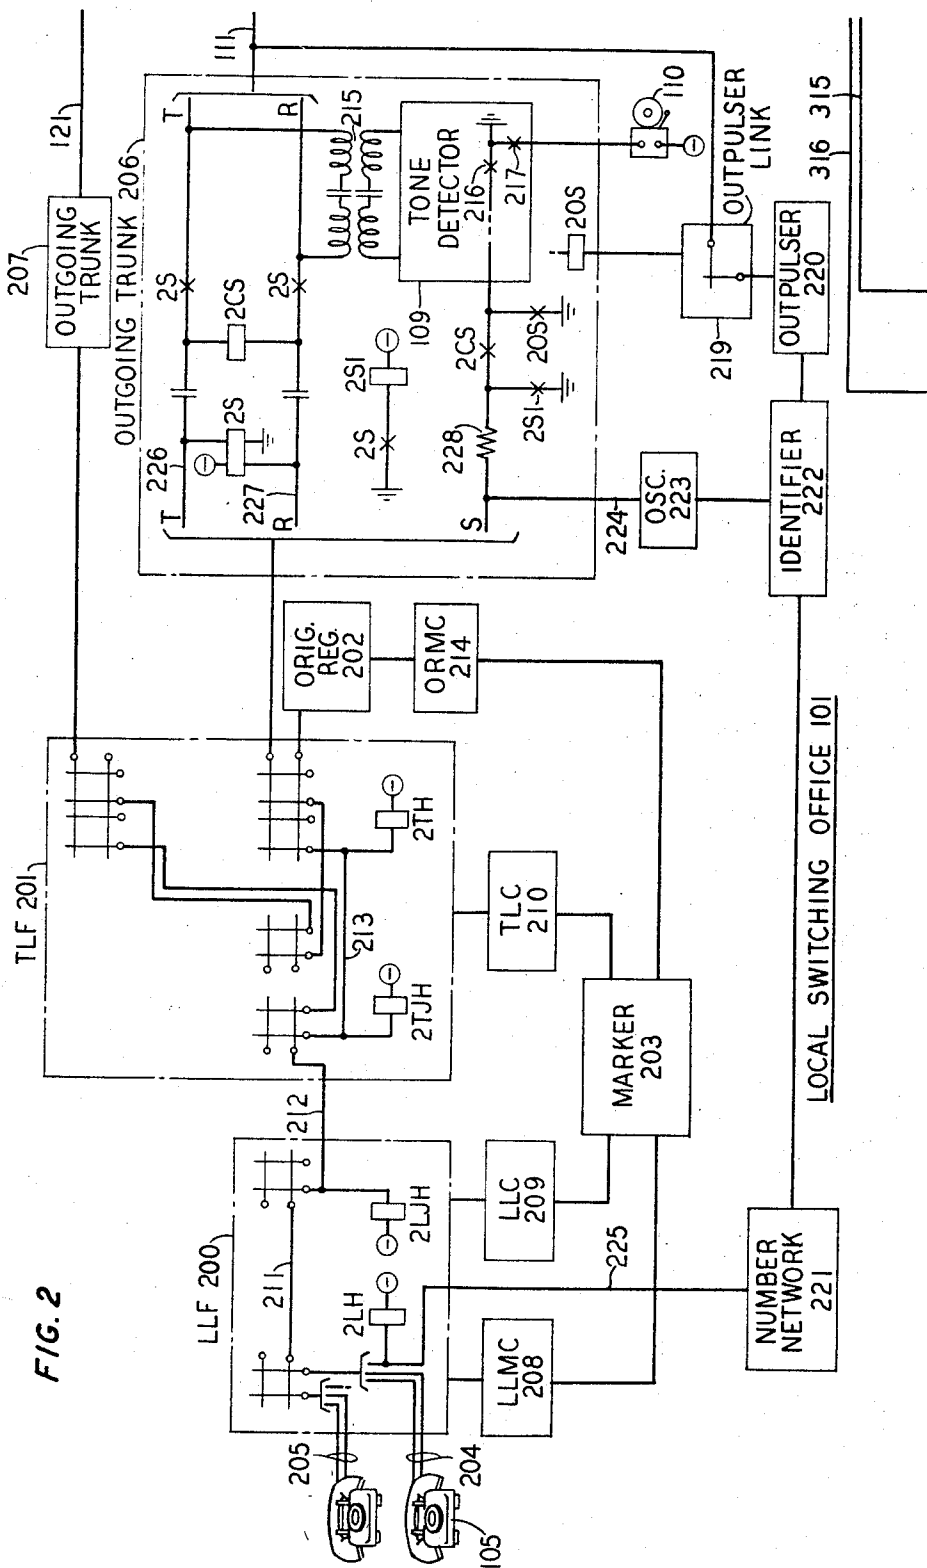 FIG. 2
LOCAL SWITCHING OFFICE 101
207
OUTGOING
TRUNK
121
OUTGOING TRUNK 206
111
T
226
2S
2CS
2S
T
R
227
2S
R
215
2S
2S1
TONE
DETECTOR
109
216
217
110
S
228
2S1
2CS
2OS
2OS
OUTPULSER
LINK
219
OUTPULSER
220
224
OSC.
223
IDENTIFIER
222
316
315
TLF 201
ORIG.
REG.
202
ORMC
214
2TH
213
2TJH
TLC
210
MARKER
203
212
LLF 200
211
2LJH
2LH
LLC
209
LLMC
208
225
NUMBER
NETWORK
221
205
204
105